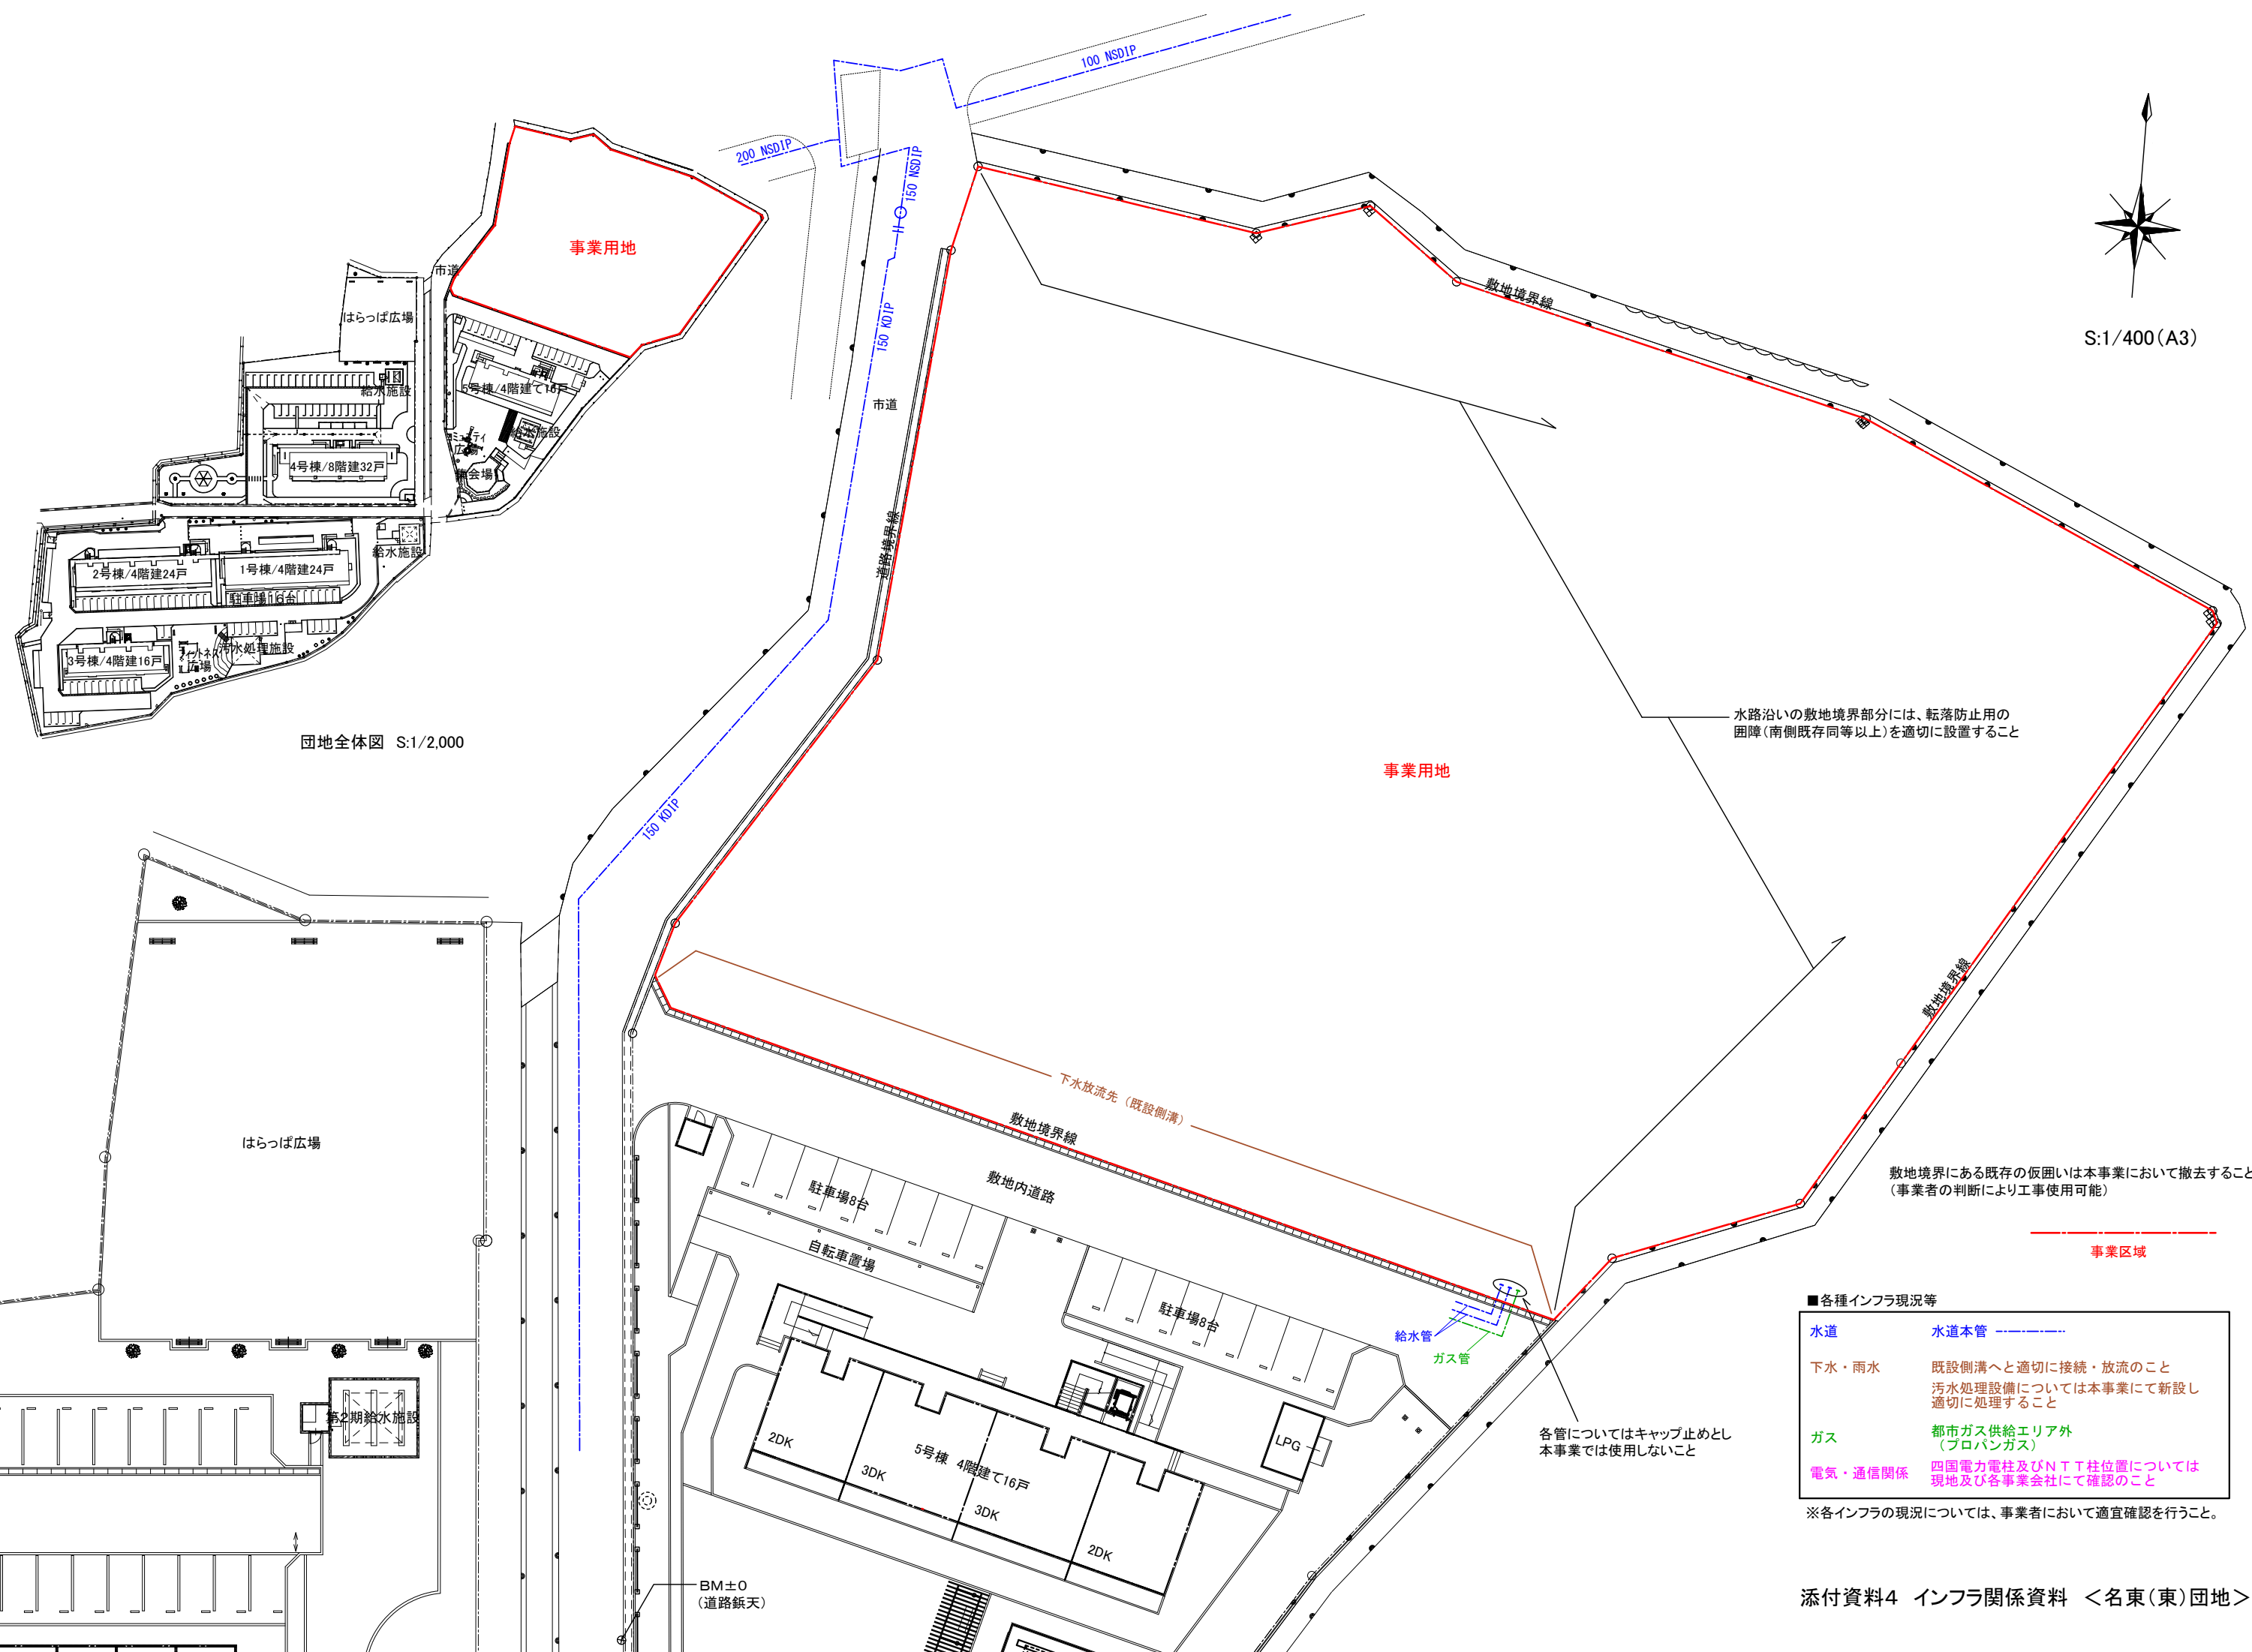 100 NSDIP
200 NSDIP
150 NSDIP
150 KDIP
150 KDIP
市道
道路境界線
敷地境界線
S:1/400(A3)
事業用地
市道
はらっぱ広場
給水施設
5号棟/4階建て16戸
給水施設
広場
集会場
4号棟/8階建32戸
給水施設
2号棟/4階建24戸
1号棟/4階建24戸
駐車場16台
3号棟/4階建16戸
広場
汚水処理施設
団地全体図 S:1/2,000
水路沿いの敷地境界部分には、転落防止用の
囲障(南側既存同等以上)を適切に設置すること
事業用地
敷地境界線
下水放流先(既設側溝)
敷地境界線
敷地内道路
駐車場8台
自転車置場
駐車場8台
はらっぱ広場
第2期給水施設
給水管
ガス管
LPG
2DK
3DK
5号棟 4階建て16戸
3DK
2DK
BM±0
(道路鋲天)
各管についてはキャップ止めとし
本事業では使用しないこと
敷地境界にある既存の仮囲いは本事業において撤去すること
(事業者の判断により工事使用可能)
事業区域
■各種インフラ現況等
水道 水道本管
下水・雨水 既設側溝へと適切に接続・放流のこと
汚水処理設備については本事業にて新設し
適切に処理すること
ガス 都市ガス供給エリア外
(プロパンガス)
電気・通信関係 四国電力電柱及びNTT柱位置については
現地及び各事業会社にて確認のこと
※各インフラの現況については、事業者において適宜確認を行うこと。
添付資料4 インフラ関係資料 <名東(東)団地>